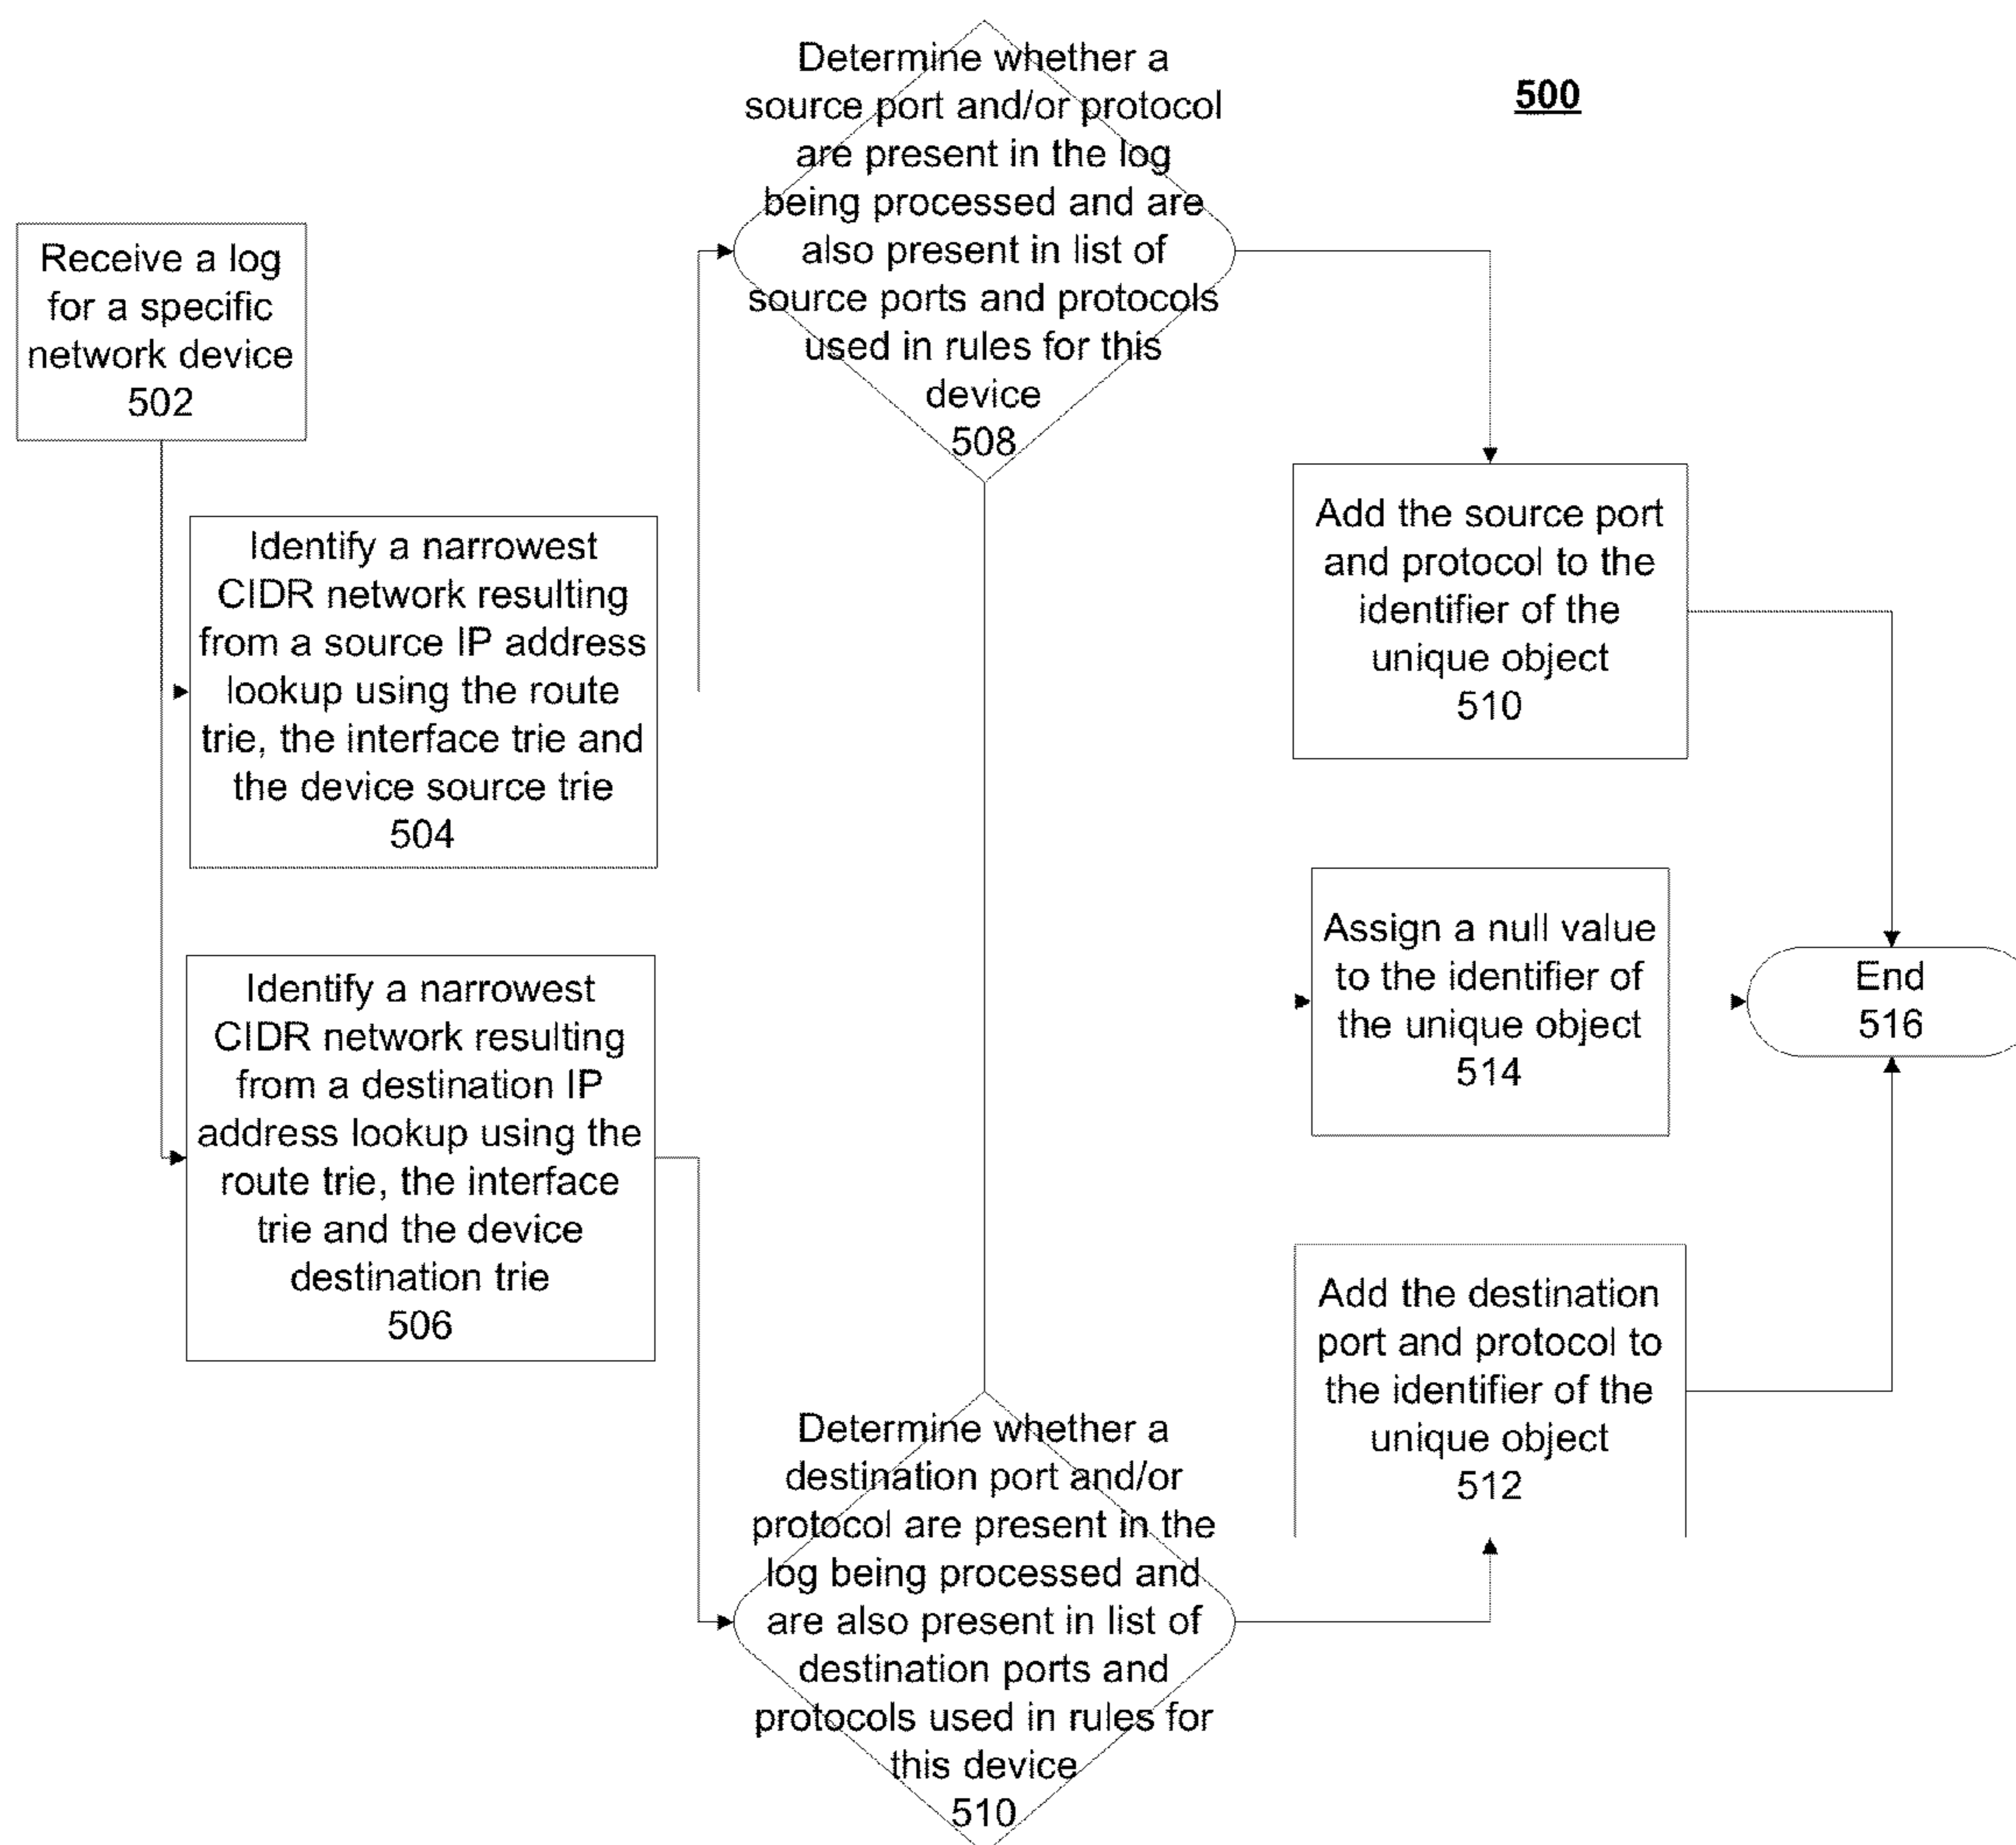 500
Receive a log
for a specific
network device
502
Identify a narrowest
CIDR network resulting
from a source IP address
lookup using the route
trie, the interface trie and
the device source trie
504
Identify a narrowest
CIDR network resulting
from a destination IP
address lookup using the
route trie, the interface
trie and the device
destination trie
506
Determine whether a
source port and/or protocol
are present in the log
being processed and are
also present in list of
source ports and protocols
used in rules for this
device
508
Determine whether a
destination port and/or
protocol are present in the
log being processed and
are also present in list of
destination ports and
protocols used in rules for
this device
510
Add the source port
and protocol to the
identifier of the
unique object
510
Assign a null value
to the identifier of
the unique object
514
Add the destination
port and protocol to
the identifier of the
unique object
512
End
516